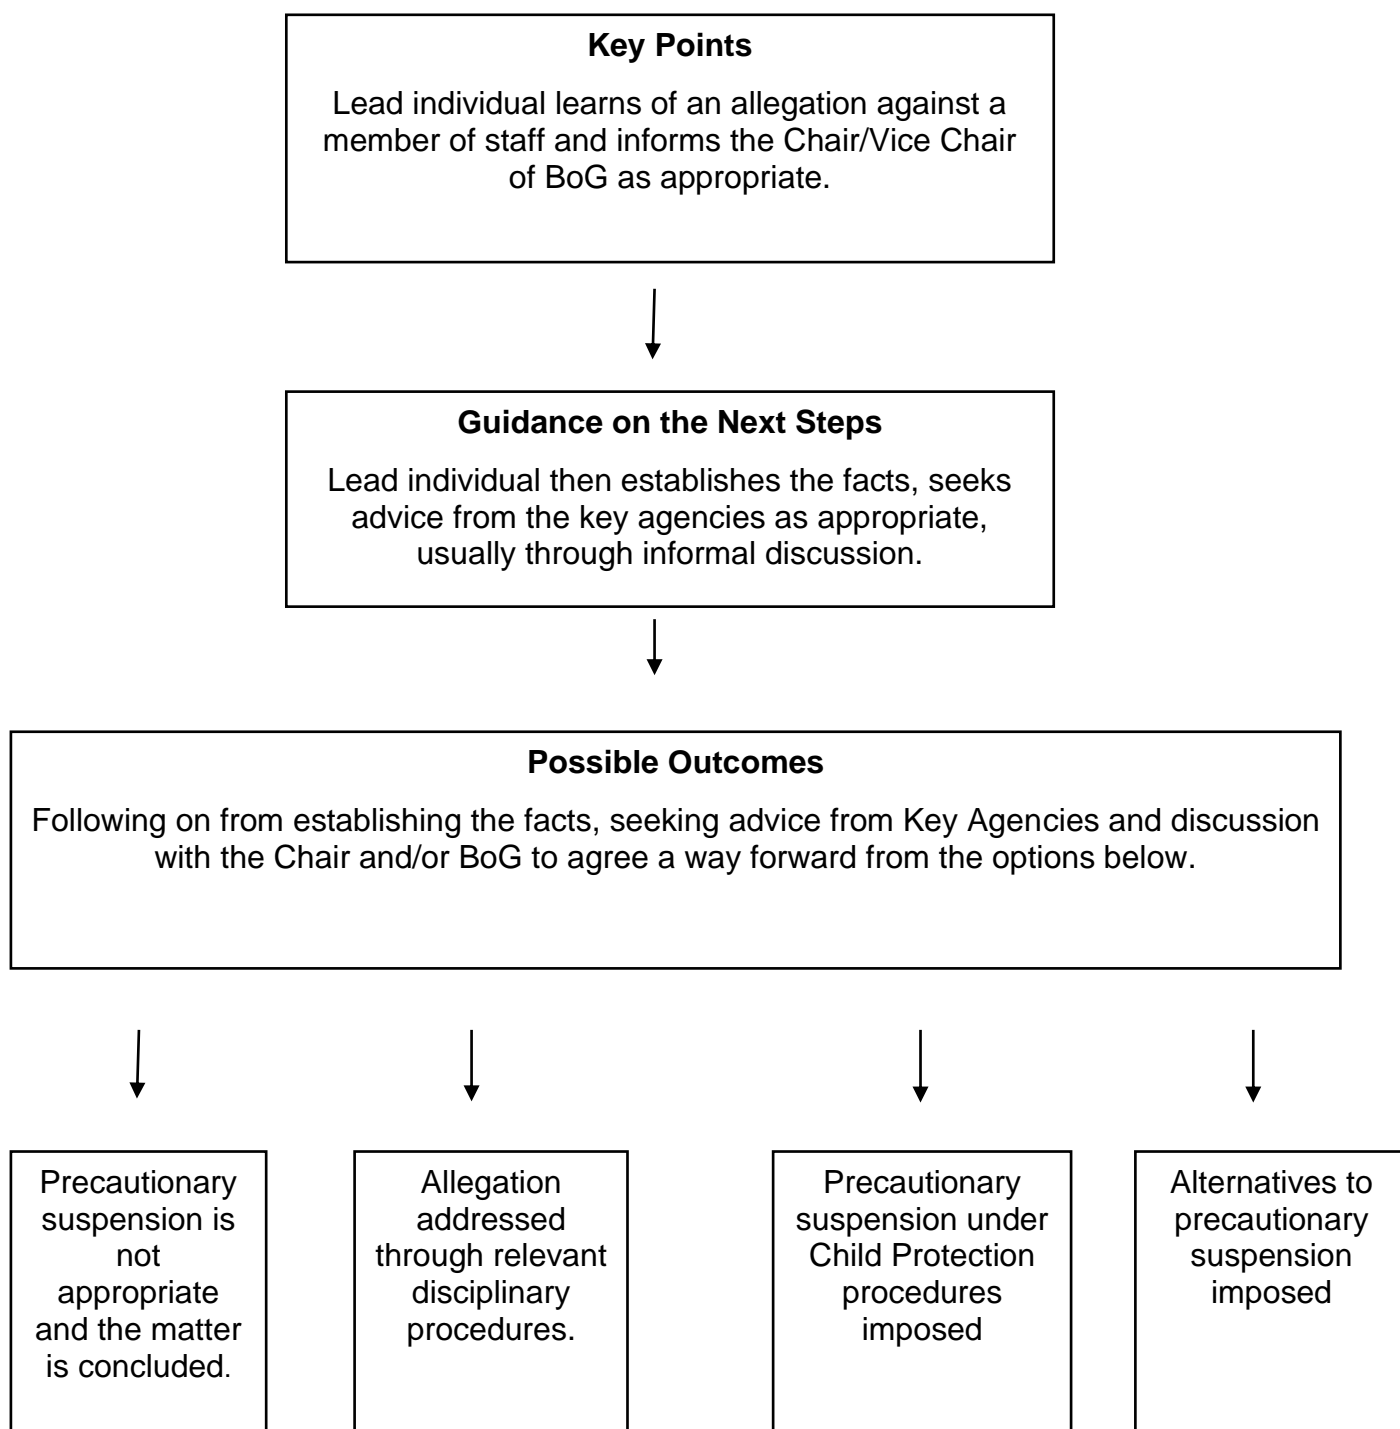 Key Points
Lead individual learns of an allegation against a
member of staff and informs the Chair/Vice Chair
of BoG as appropriate.
Guidance on the Next Steps
Lead individual then establishes the facts, seeks
advice from the key agencies as appropriate,
usually through informal discussion.
Possible Outcomes
Following on from establishing the facts, seeking advice from Key Agencies and discussion
with the Chair and/or BoG to agree a way forward from the options below.
Precautionary
suspension is
not
appropriate
and the matter
is concluded.
Allegation
addressed
through relevant
disciplinary
procedures.
Precautionary
suspension under
Child Protection
procedures
imposed
Alternatives to
precautionary
suspension
imposed